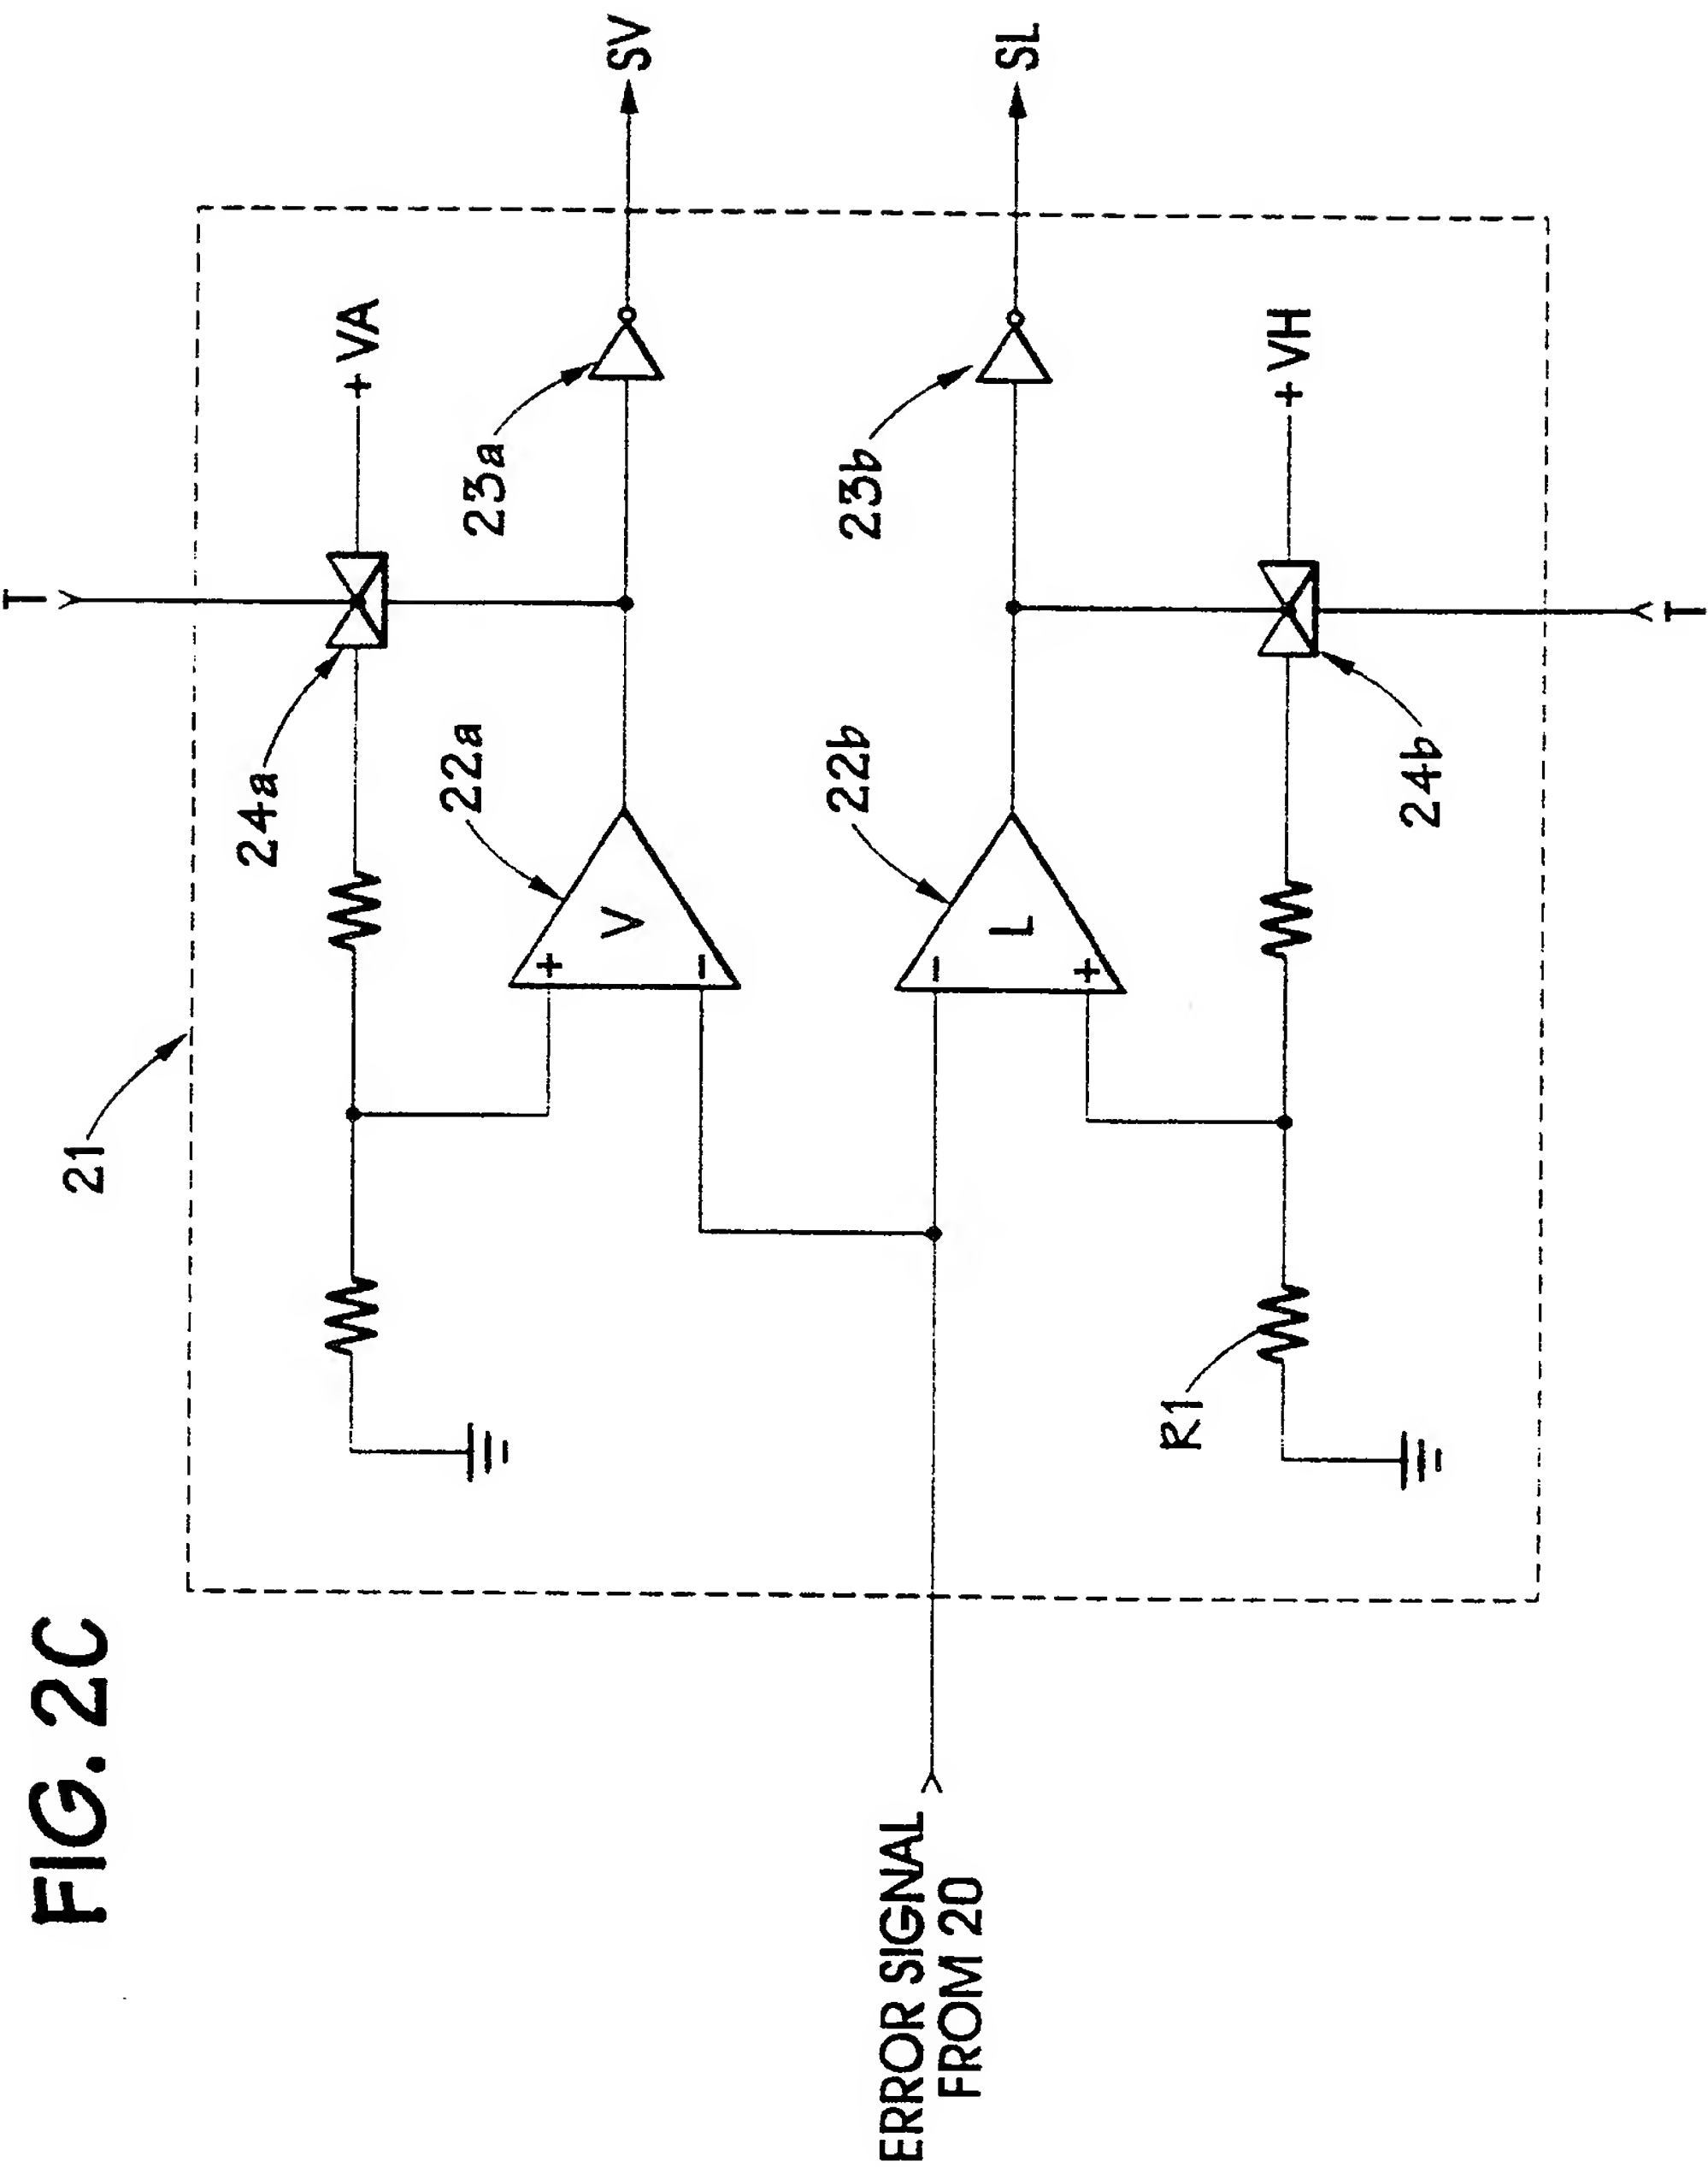 FIG. 2C
21
T
24a
+ VA
22a
23a
V
+
−
SV
ERROR SIGNAL
FROM 20
22b
23b
L
−
+
SL
R1
24b
+ VH
T